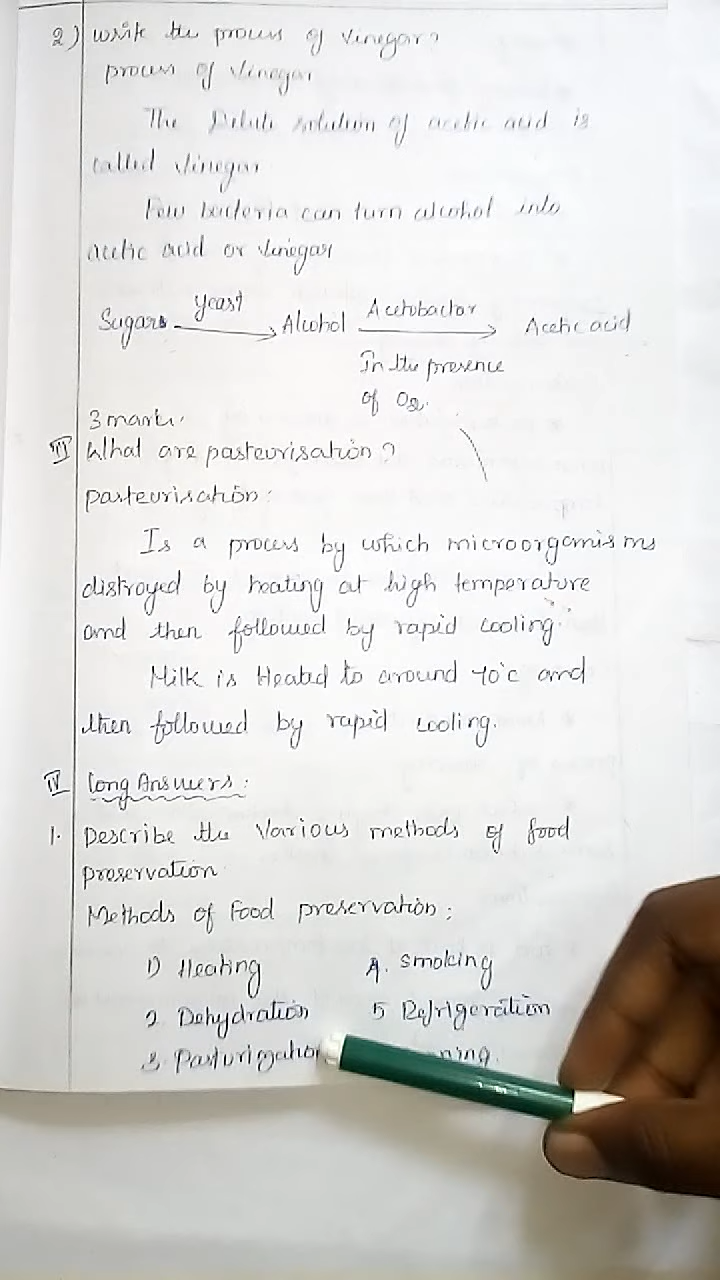 2) Write the process of vinegar?
process of vinegar
The Delute solution of acetic acid is
called vinegar
Few bacteria can turn alcohol into
acetic acid or vinegar
Sugars yeast → Alcohol Acetobactor → Acetic acid
In the presence
of O2.
3 marks.
III What are pasteurisation?
Pasteurisation:
Is a process by which microorganisms
distroyed by heating at high temperature
and then followed by rapid cooling.
Milk is Heated to around 70°c and
then followed by rapid cooling.
IV Long Answers:
1. Describe the various methods of food
preservation
Methods of Food preservation:
1) Heating 4. Smoking
2 Dehydration 5 Refrigeration
3 Pasturization